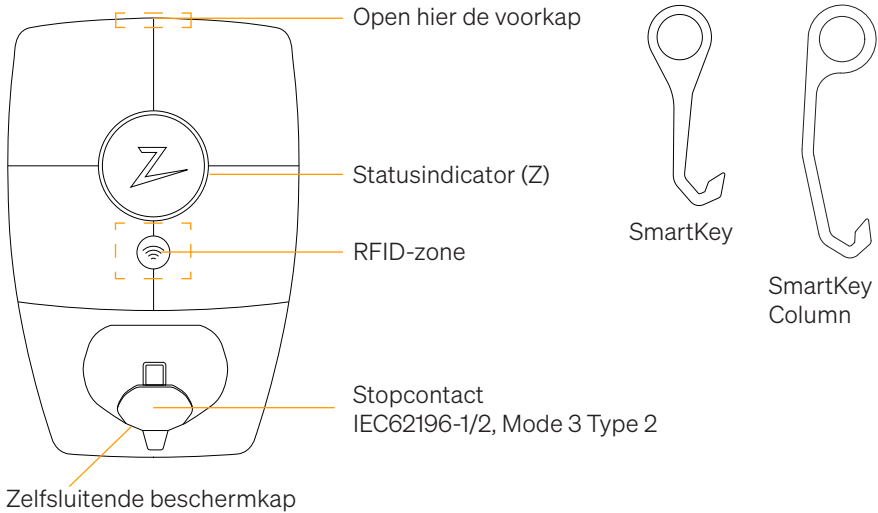 Open hier de voorkap
Statusindicator (Z)
RFID-zone
Stopcontact
IEC62196-1/2, Mode 3 Type 2
Zelfsluitende beschermkap
SmartKey
SmartKey
Column